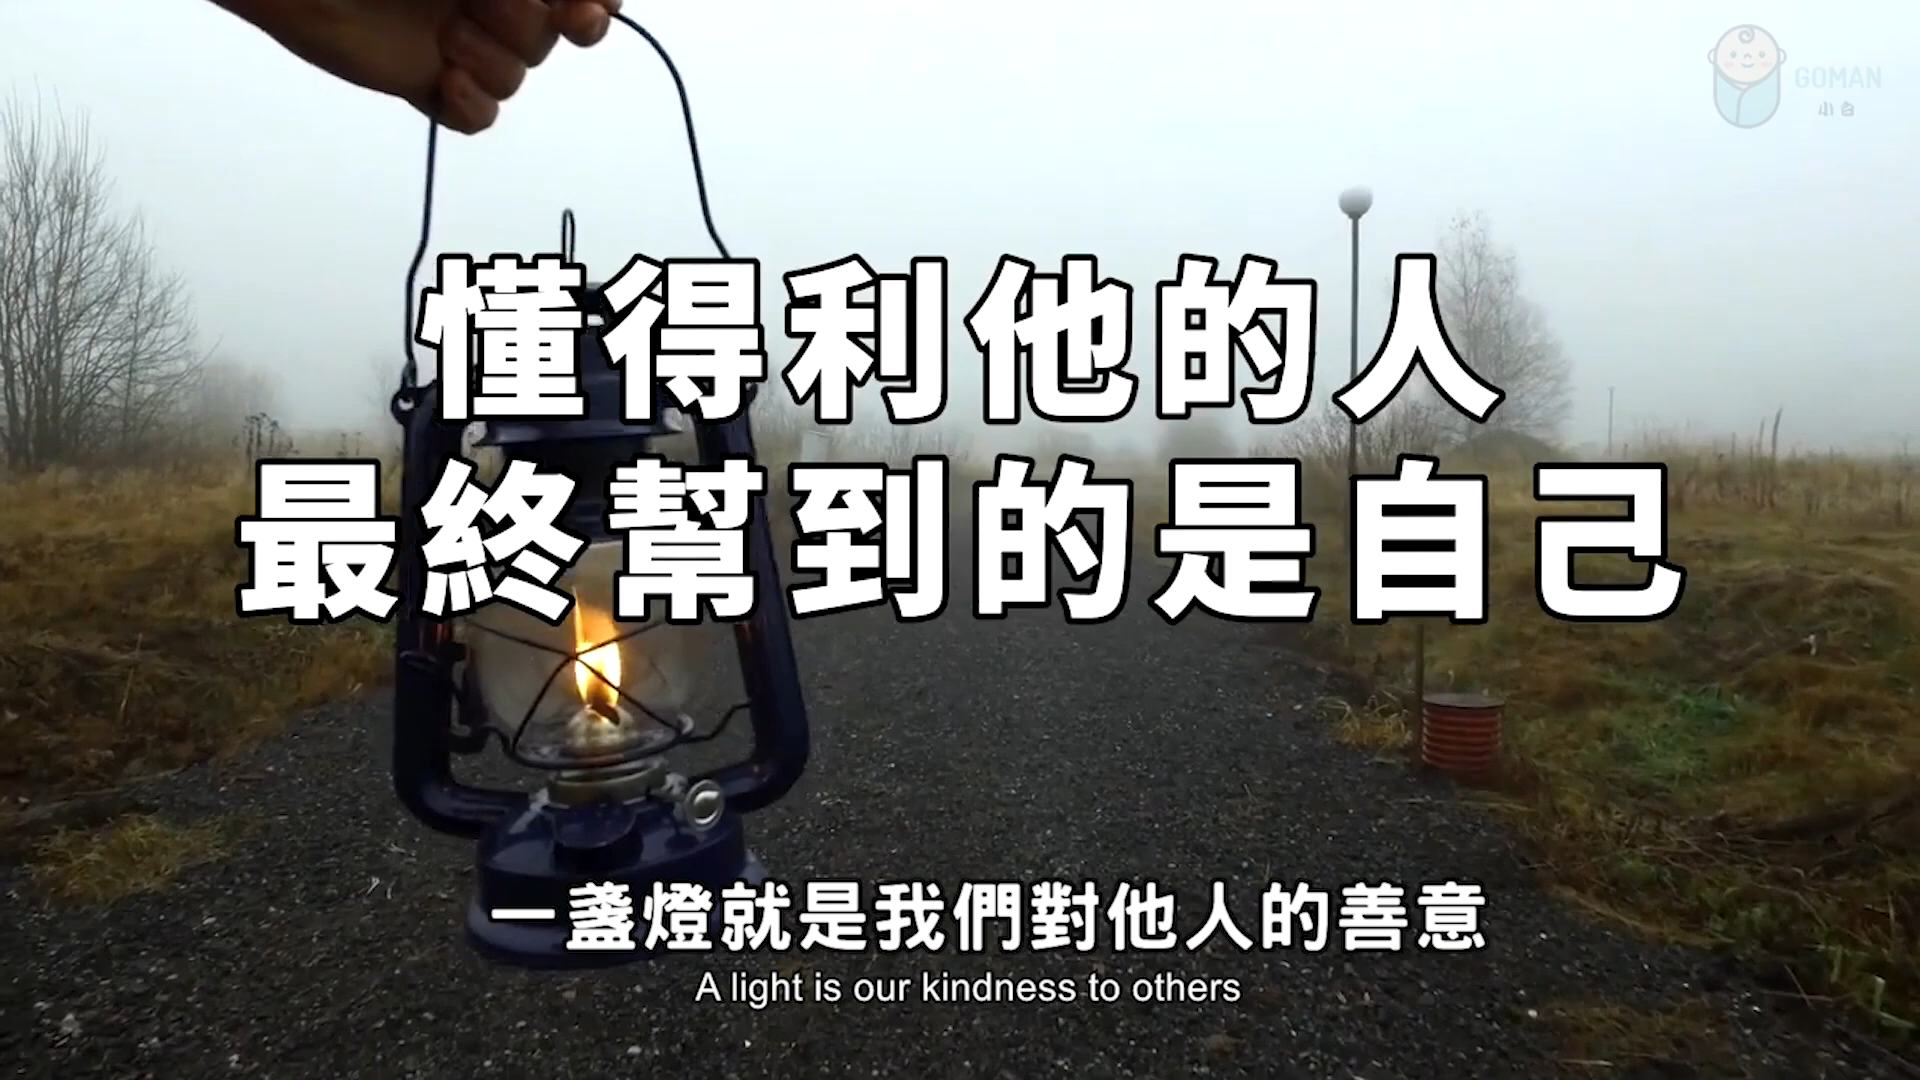 GOMAN
小白
懂得利他的人
最終幫到的是自己
一盞燈就是我們對他人的善意
A light is our kindness to others